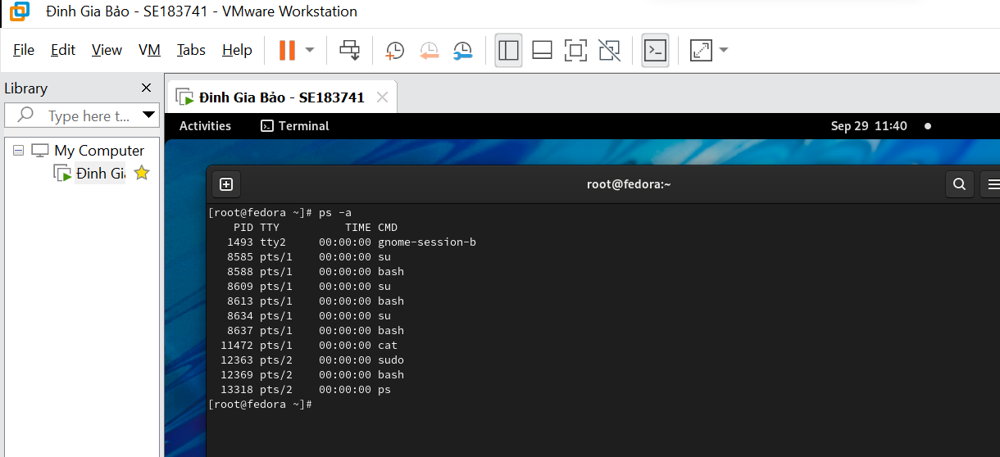 Đinh Gia Bảo - SE183741 - VMware Workstation
File Edit View VM Tabs Help
Library
Type here t...
My Computer
Đinh Gia
Đinh Gia Bảo - SE183741
Activities Terminal Sep 29 11:40
root@fedora:~
[root@fedora ~]# ps -a
PID TTY TIME CMD
1493 tty2 00:00:00 gnome-session-b
8585 pts/1 00:00:00 su
8588 pts/1 00:00:00 bash
8609 pts/1 00:00:00 su
8613 pts/1 00:00:00 bash
8634 pts/1 00:00:00 su
8637 pts/1 00:00:00 bash
11472 pts/1 00:00:00 cat
12363 pts/2 00:00:00 sudo
12369 pts/2 00:00:00 bash
13318 pts/2 00:00:00 ps
[root@fedora ~]#